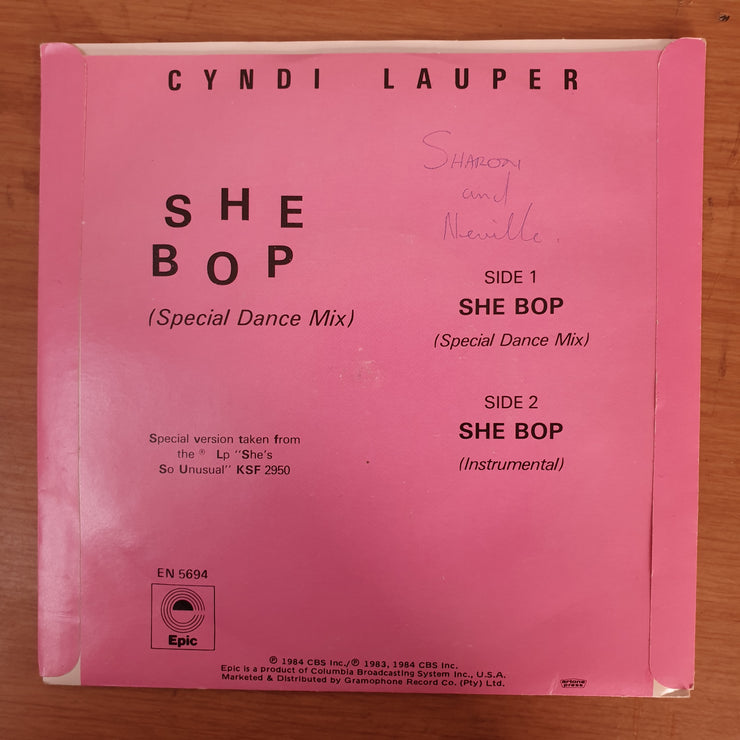 CYNDI LAUPER
SHE
BOP
(Special Dance Mix)
Sharon
and
Neville.
SIDE 1
SHE BOP
(Special Dance Mix)
SIDE 2
SHE BOP
(Instrumental)
Special version taken from
the ® Lp "She's
So Unusual" KSF 2950
EN 5694
Epic
℗ 1984 CBS Inc./℗ 1983, 1984 CBS Inc.
Epic is a product of Columbia Broadcasting System Inc., U.S.A.
Marketed & Distributed by Gramophone Record Co. (Pty) Ltd.
artone
press